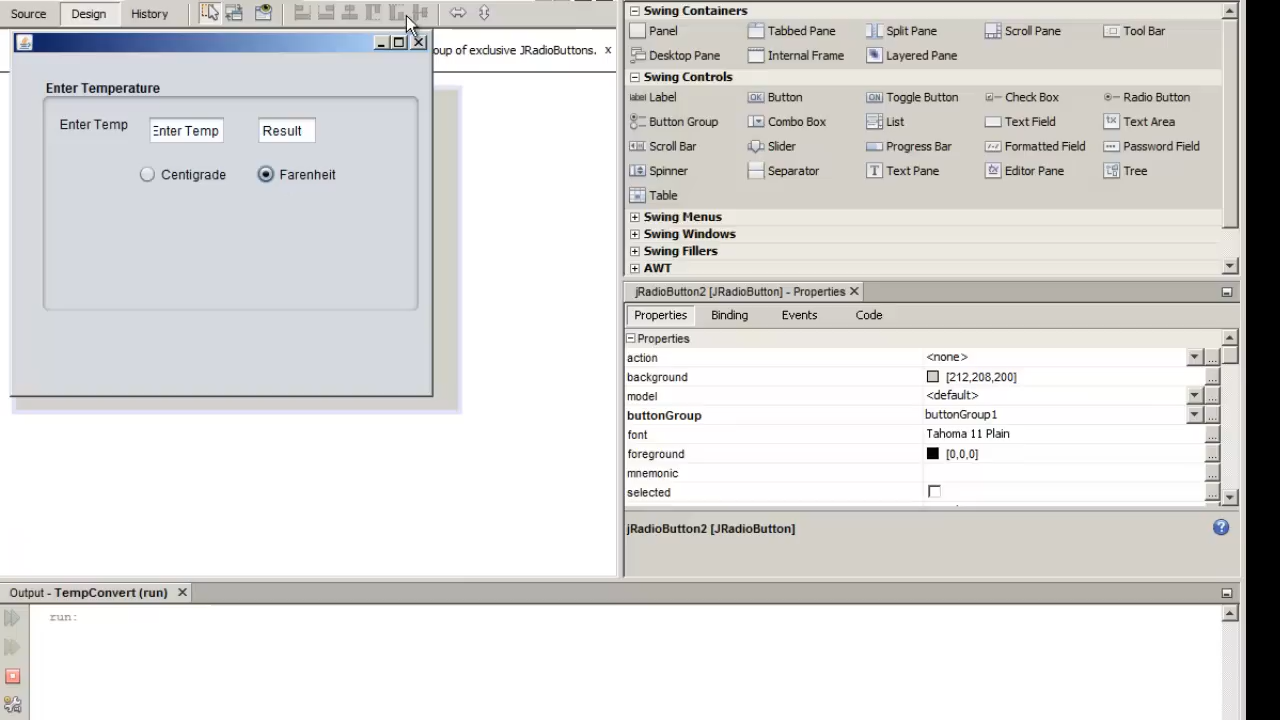 Source Design History
oup of exclusive JRadioButtons. x
Enter Temperature
Enter Temp Enter Temp Result
Centigrade Farenheit
Swing Containers
Panel Tabbed Pane Split Pane Scroll Pane Tool Bar
Desktop Pane Internal Frame Layered Pane
Swing Controls
label Label OK Button ON Toggle Button Check Box Radio Button
Button Group Combo Box List Text Field Text Area
Scroll Bar Slider Progress Bar Formatted Field Password Field
Spinner Separator Text Pane Editor Pane Tree
Table
Swing Menus
Swing Windows
Swing Fillers
AWT
jRadioButton2 [JRadioButton] - Properties
Properties Binding Events Code
Properties
action <none>
background [212,208,200]
model <default>
buttonGroup buttonGroup1
font Tahoma 11 Plain
foreground [0,0,0]
mnemonic
selected
jRadioButton2 [JRadioButton]
Output - TempConvert (run)
run: